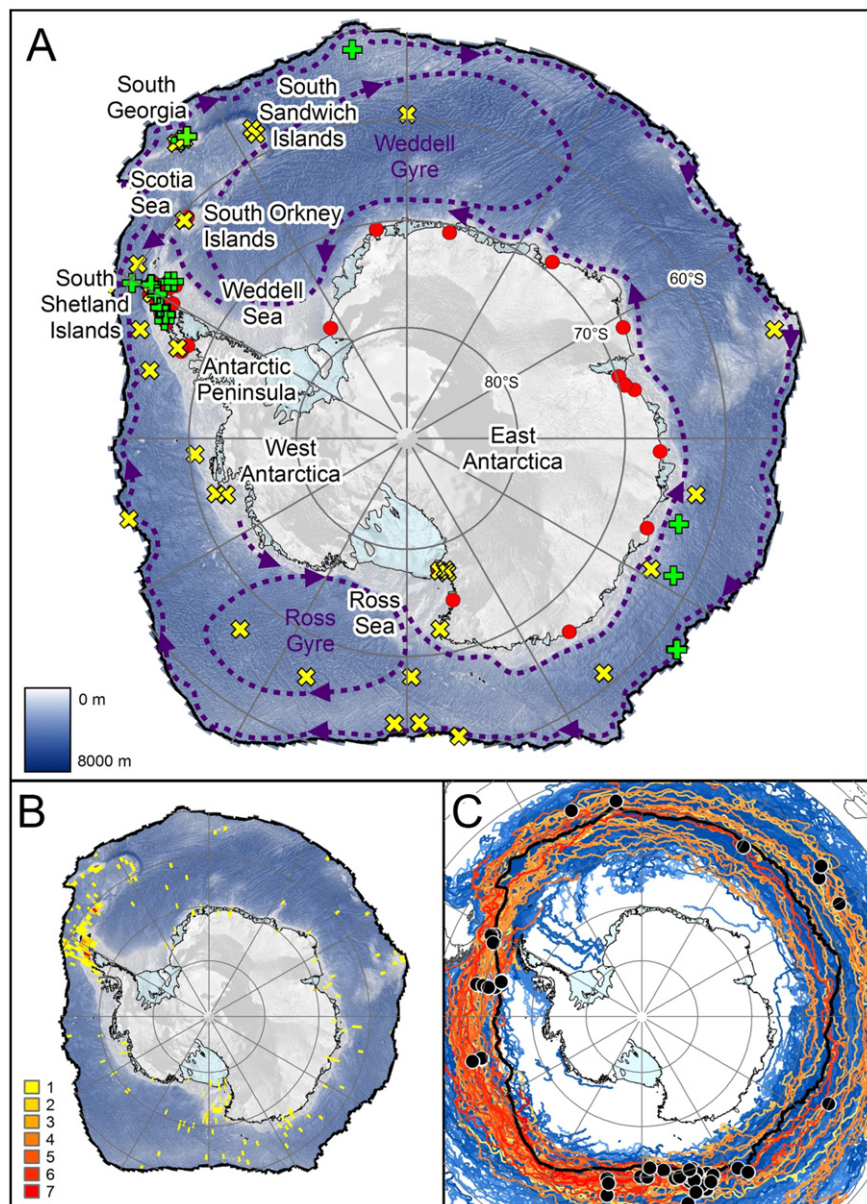 A
South
Georgia
South
Sandwich
Islands
Weddell
Gyre
Scotia
Sea
South Orkney
Islands
60°S
South
Shetland
Islands
Weddell
Sea
70°S
Antarctic
Peninsula
80°S
West
Antarctica
East
Antarctica
Ross
Sea
Ross
Gyre
0 m
8000 m
B
1
2
3
4
5
6
7
C